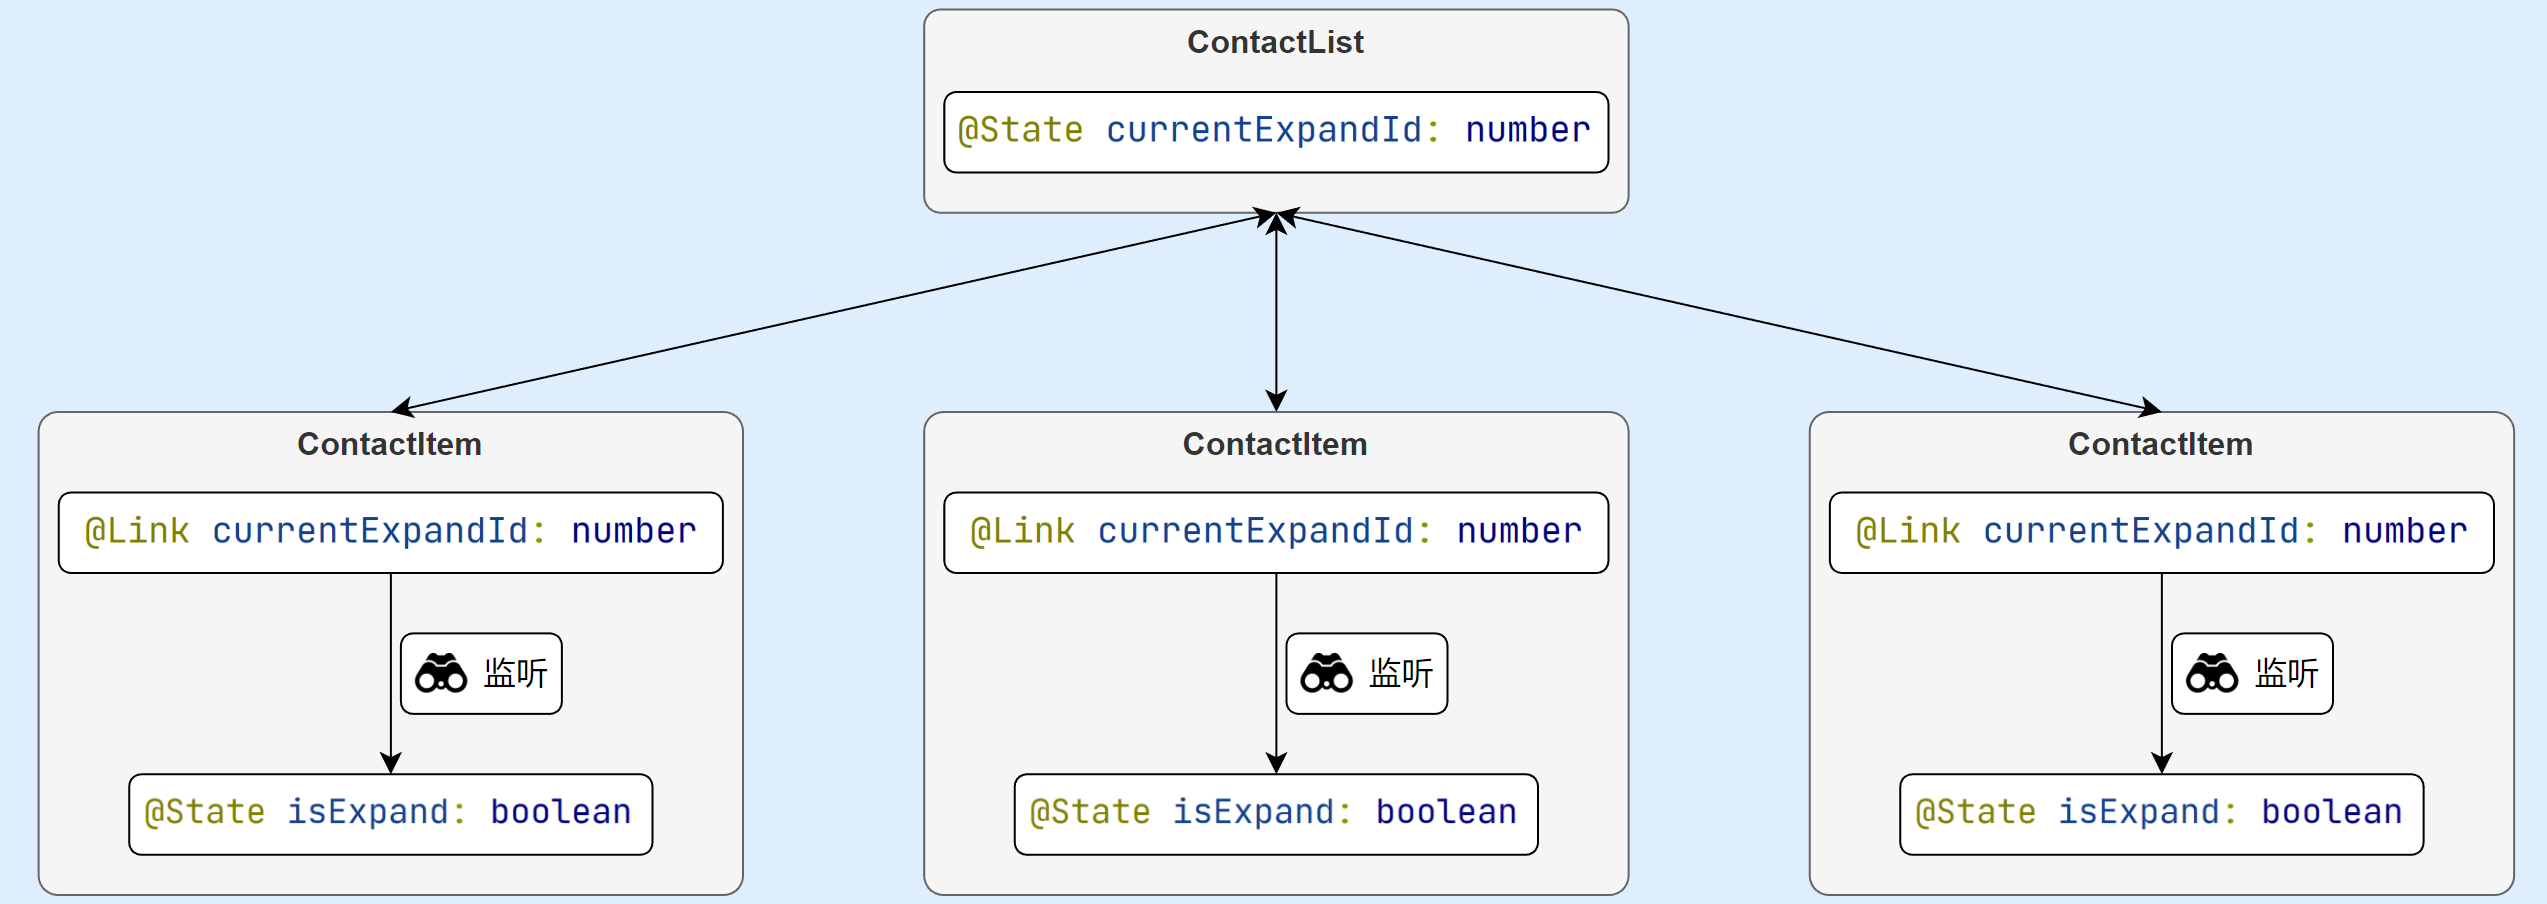 ContactList
@State currentExpandId: number
ContactItem
@Link currentExpandId: number
监听
@State isExpand: boolean
ContactItem
@Link currentExpandId: number
监听
@State isExpand: boolean
ContactItem
@Link currentExpandId: number
监听
@State isExpand: boolean